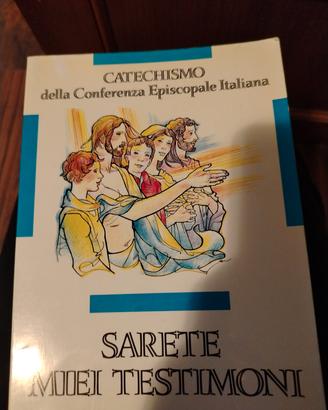 CATECHISMO
della Conferenza Episcopale Italiana
SARETE
MIEI TESTIMONI